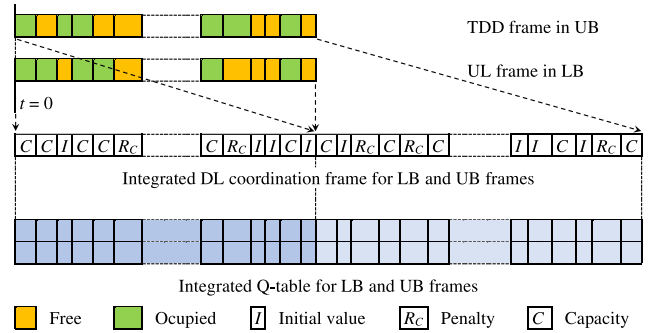 TDD frame in UB
UL frame in LB
t = 0
C C I C C R_C C R_C I I C I C I R_C C R_C C I I C I R_C C
Integrated DL coordination frame for LB and UB frames
Integrated Q-table for LB and UB frames
Free Ocupied I Initial value R_C Penalty C Capacity